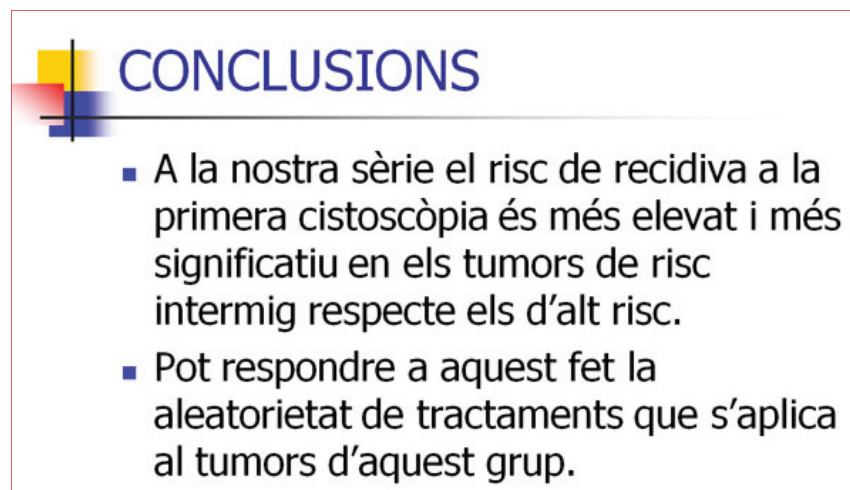 CONCLUSIONS
A la nostra sèrie el risc de recidiva a la
primera cistoscòpia és més elevat i més
significatiu en els tumors de risc
intermig respecte els d'alt risc.
Pot respondre a aquest fet la
aleatorietat de tractaments que s'aplica
al tumors d'aquest grup.